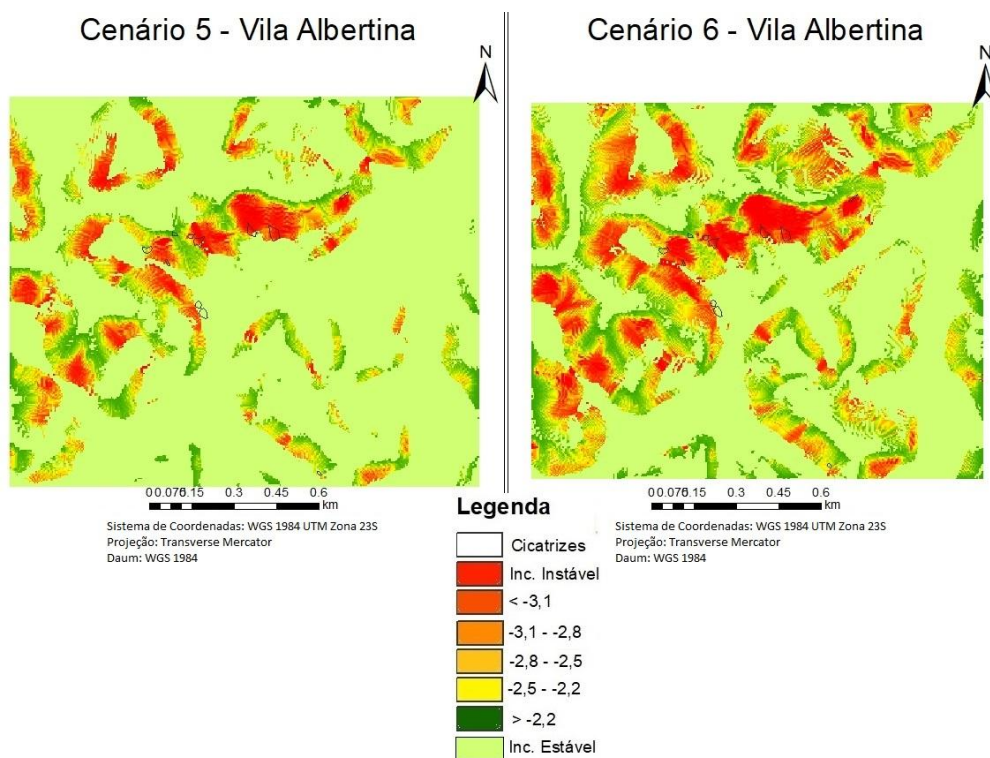 Cenário 5 - Vila Albertina
N
Cenário 6 - Vila Albertina
N
0 0.075 0.15 0.3 0.45 0.6
km
Sistema de Coordenadas: WGS 1984 UTM Zona 23S
Projeção: Transverse Mercator
Daum: WGS 1984
0 0.075 0.15 0.3 0.45 0.6
km
Sistema de Coordenadas: WGS 1984 UTM Zona 23S
Projeção: Transverse Mercator
Daum: WGS 1984
Legenda
Cicatrizes
Inc. Instável
< -3,1
-3,1 - -2,8
-2,8 - -2,5
-2,5 - -2,2
> -2,2
Inc. Estável